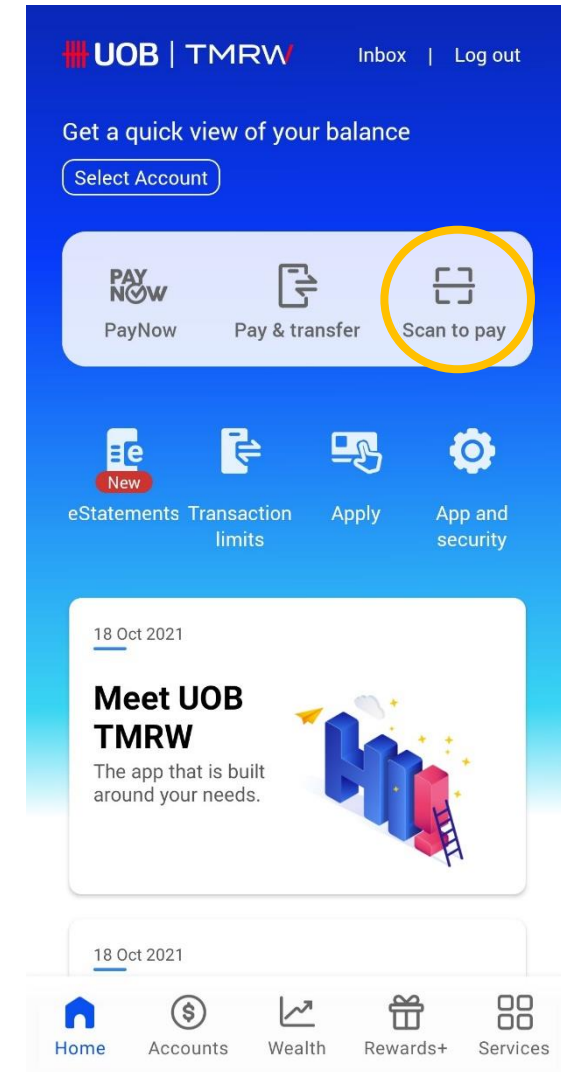 UOB | TMRW
Inbox | Log out
Get a quick view of your balance
Select Account
PAY
NOW
PayNow
Pay & transfer
Scan to pay
e
New
eStatements
Transaction
limits
Apply
App and
security
18 Oct 2021
Meet UOB
TMRW
The app that is built
around your needs.
HI!
18 Oct 2021
$
Home
Accounts
Wealth
Rewards+
Services